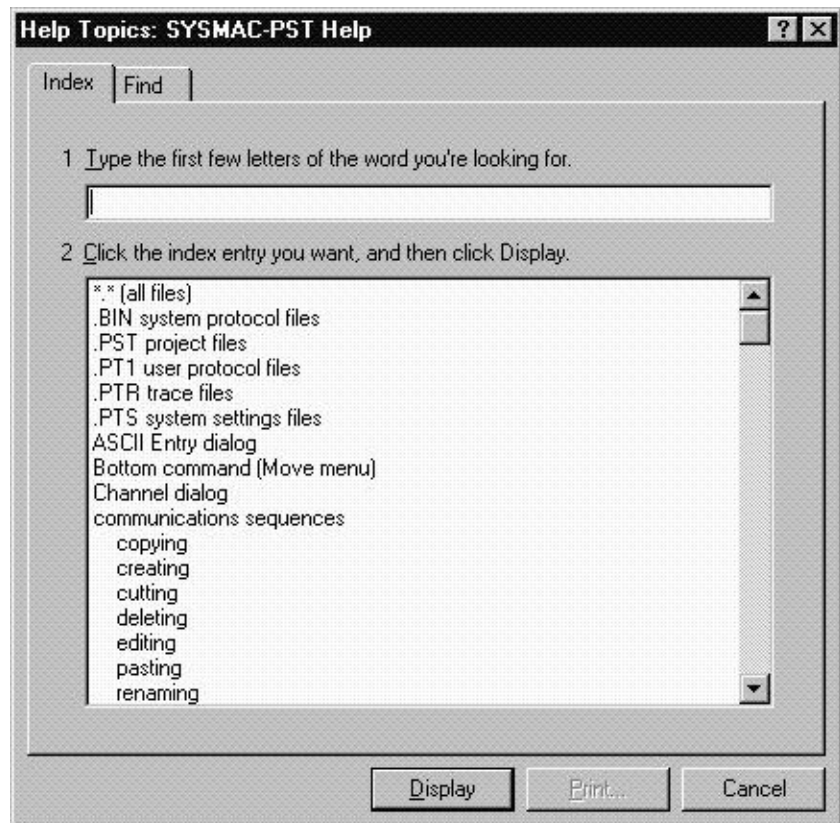 Help Topics: SYSMAC-PST Help
Index Find
1 Type the first few letters of the word you're looking for.
2 Click the index entry you want, and then click Display.
*.* (all files)
.BIN system protocol files
.PST project files
.PT1 user protocol files
.PTR trace files
.PTS system settings files
ASCII Entry dialog
Bottom command (Move menu)
Channel dialog
communications sequences
copying
creating
cutting
deleting
editing
pasting
renaming
Display Print... Cancel